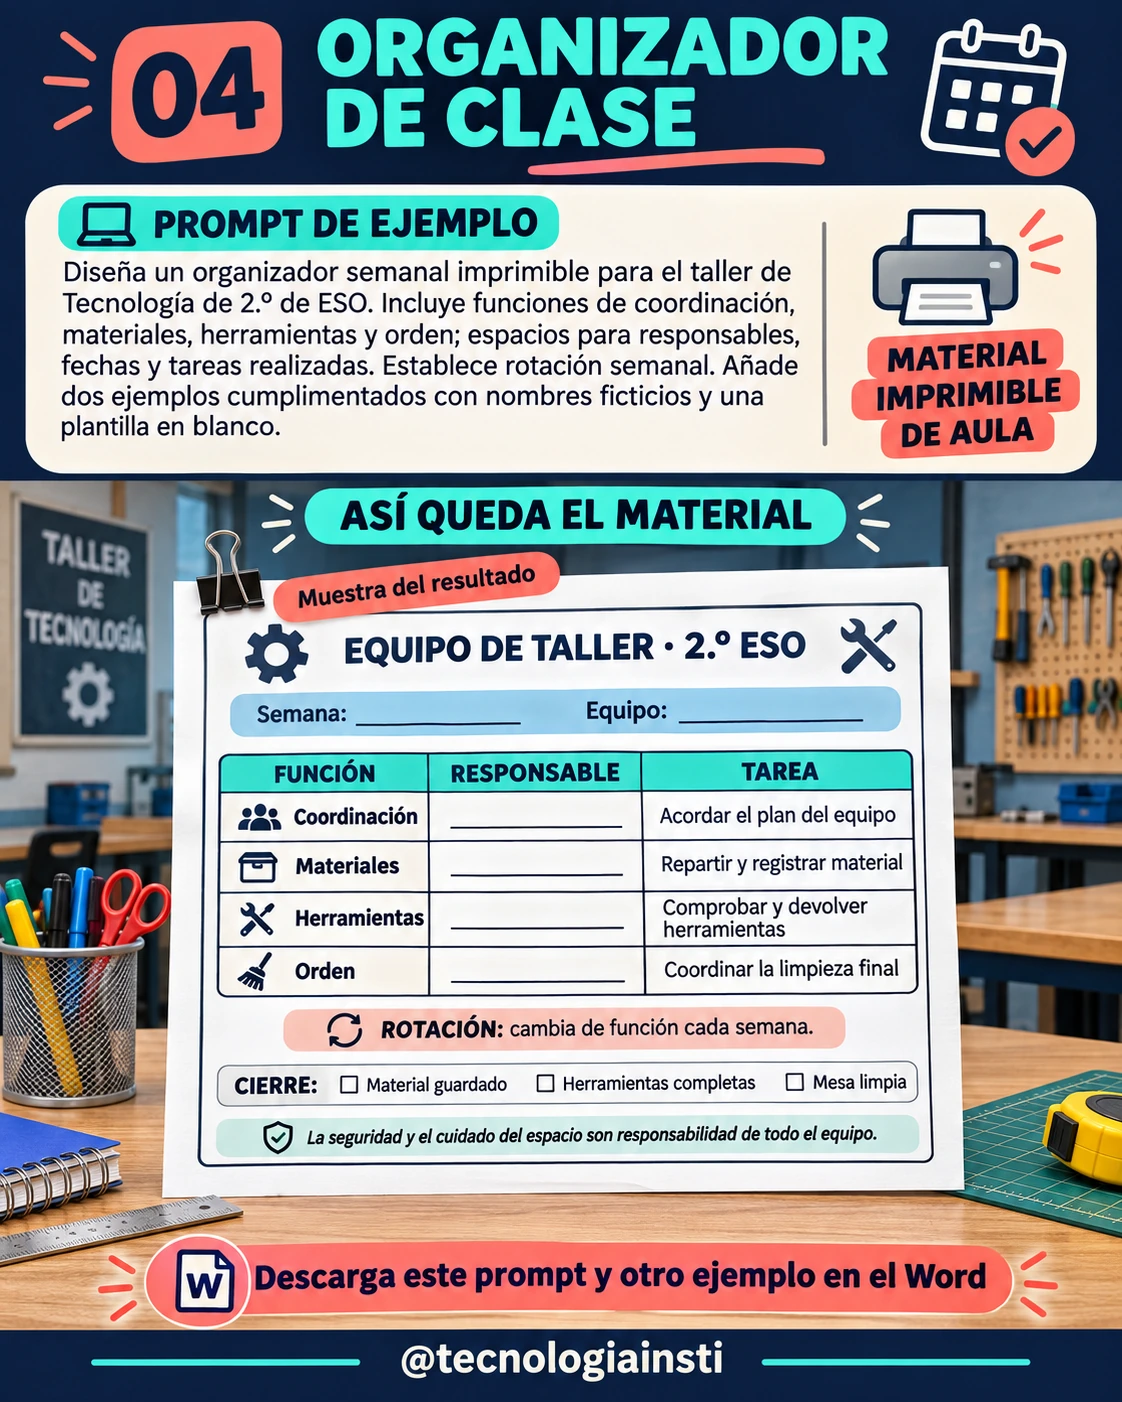 04
ORGANIZADOR
DE CLASE
PROMPT DE EJEMPLO
Diseña un organizador semanal imprimible para el taller de
Tecnología de 2.º de ESO. Incluye funciones de coordinación,
materiales, herramientas y orden; espacios para responsables,
fechas y tareas realizadas. Establece rotación semanal. Añade
dos ejemplos cumplimentados con nombres ficticios y una
plantilla en blanco.
MATERIAL
IMPRIMIBLE
DE AULA
ASÍ QUEDA EL MATERIAL
TALLER
DE
TECNOLOGÍA
Muestra del resultado
EQUIPO DE TALLER · 2.º ESO
Semana: Equipo:
FUNCIÓN RESPONSABLE TAREA
Coordinación Acordar el plan del equipo
Materiales Repartir y registrar material
Herramientas Comprobar y devolver
herramientas
Orden Coordinar la limpieza final
ROTACIÓN: cambia de función cada semana.
CIERRE: Material guardado Herramientas completas Mesa limpia
La seguridad y el cuidado del espacio son responsabilidad de todo el equipo.
W Descarga este prompt y otro ejemplo en el Word
@tecnologiainsti